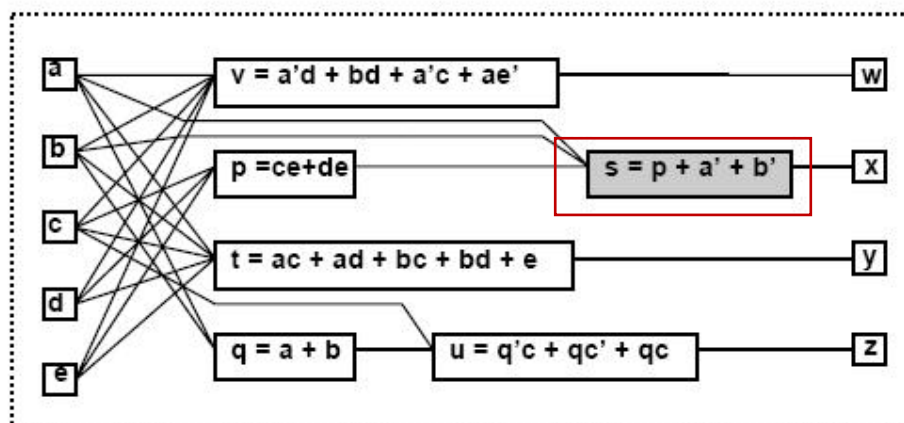 a
v = a'd + bd + a'c + ae'
w
b
p =ce+de
s = p + a' + b'
x
c
t = ac + ad + bc + bd + e
y
d
q = a + b
u = q'c + qc' + qc
z
e